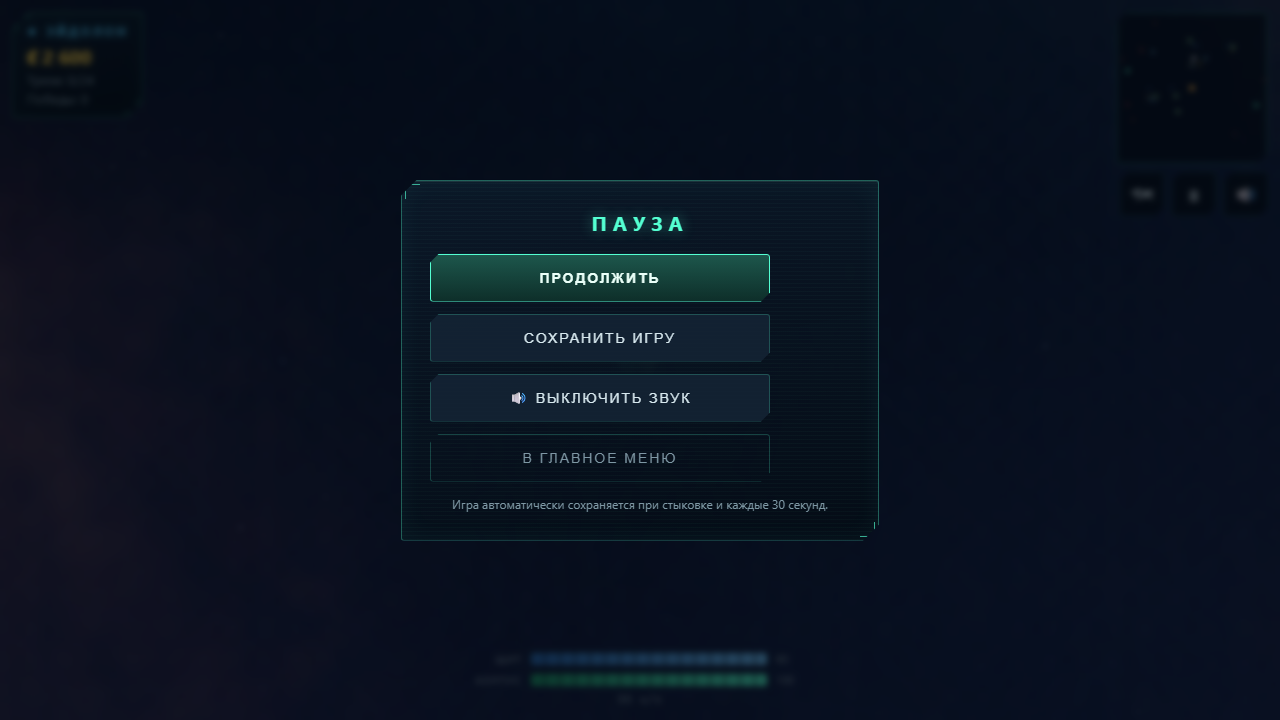 ПАУЗА
ПРОДОЛЖИТЬ
СОХРАНИТЬ ИГРУ
ВЫКЛЮЧИТЬ ЗВУК
В ГЛАВНОЕ МЕНЮ
Игра автоматически сохраняется при стыковке и каждые 30 секунд.